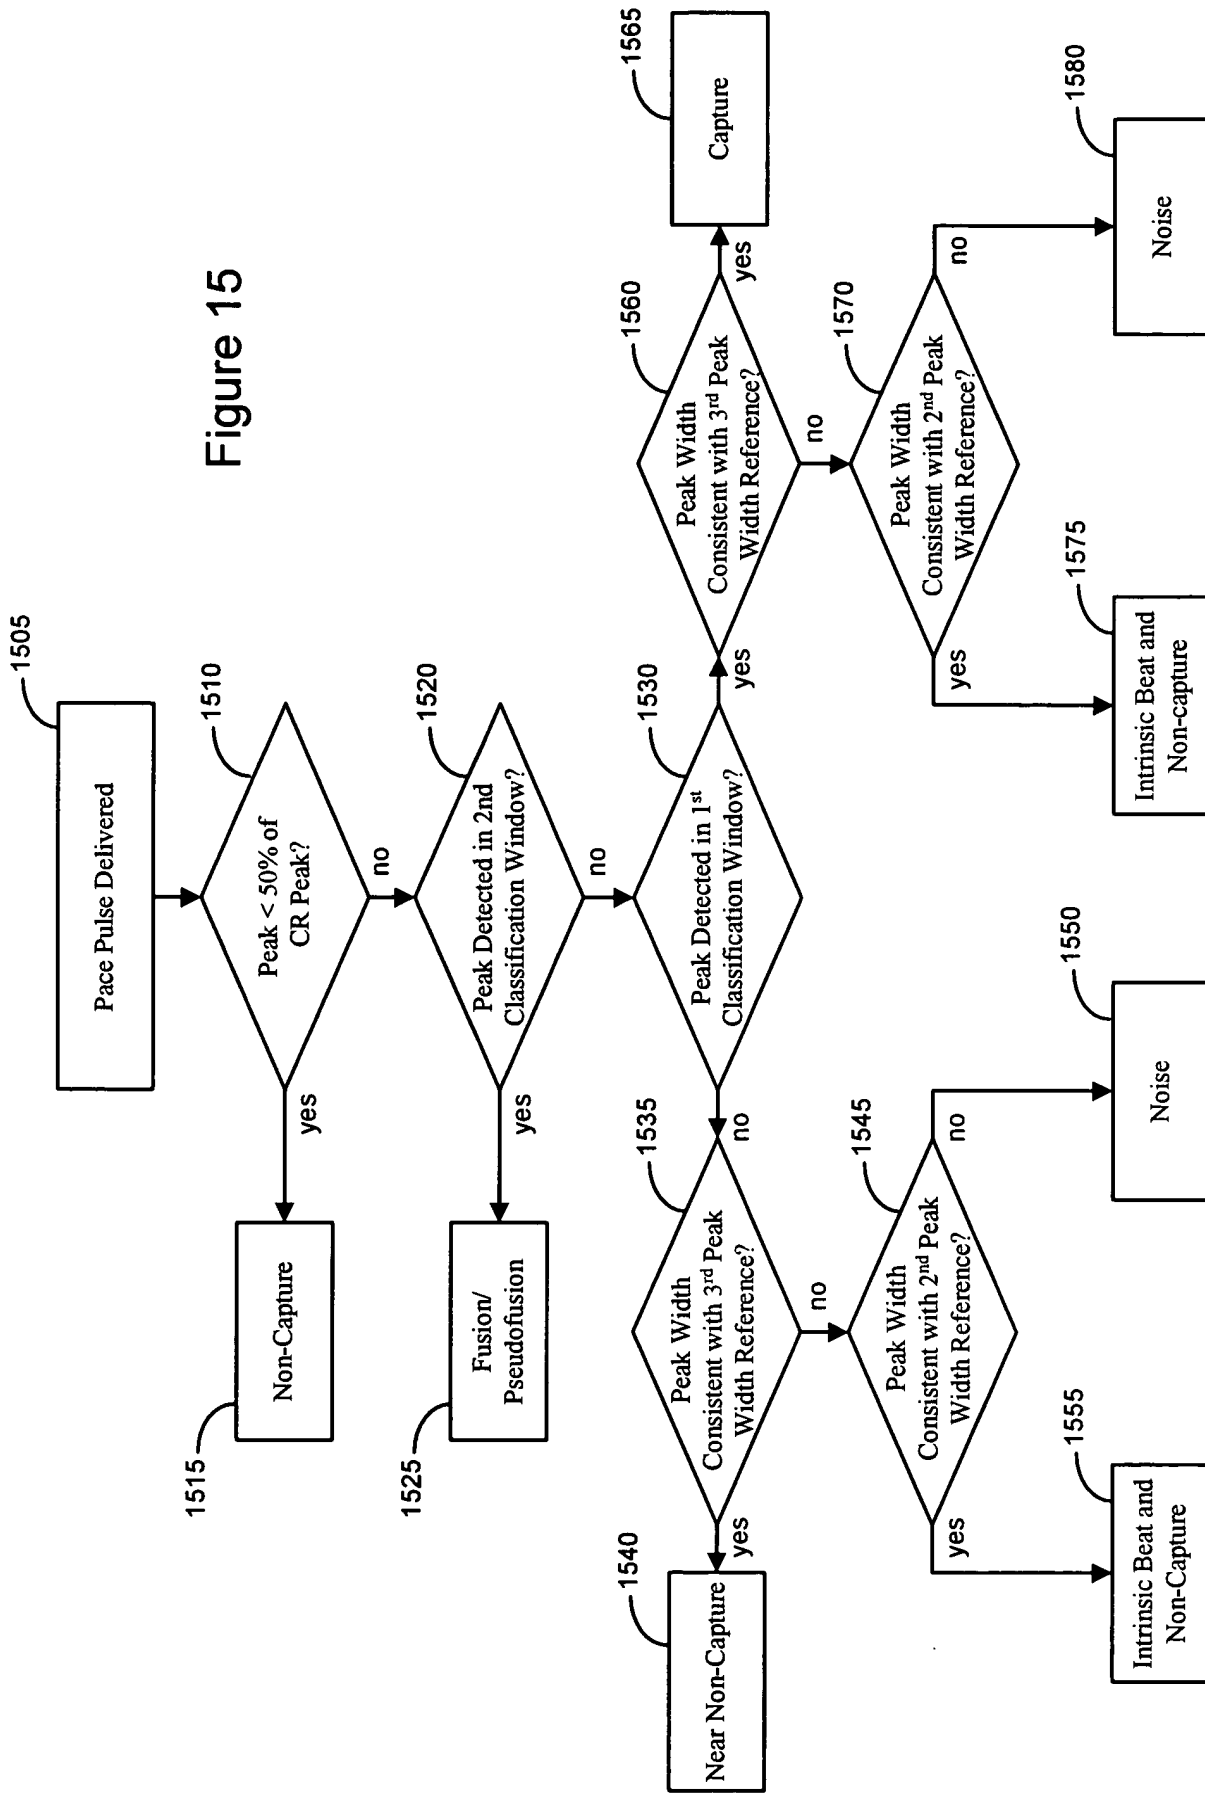 Figure 15
1505
Pace Pulse Delivered
1510
Peak < 50% of
CR Peak?
yes
no
1515
Non-Capture
1520
Peak Detected in 2nd
Classification Window?
yes
no
1525
Fusion/
Pseudofusion
1530
Peak Detected in 1st
Classification Window?
no
yes
1535
Peak Width
Consistent with 3rd Peak
Width Reference?
yes
no
1540
Near Non-Capture
1545
Peak Width
Consistent with 2nd Peak
Width Reference?
yes
no
1555
Intrinsic Beat and
Non-Capture
1550
Noise
1560
Peak Width
Consistent with 3rd Peak
Width Reference?
yes
no
1565
Capture
1570
Peak Width
Consistent with 2nd Peak
Width Reference?
yes
no
1575
Intrinsic Beat and
Non-capture
1580
Noise